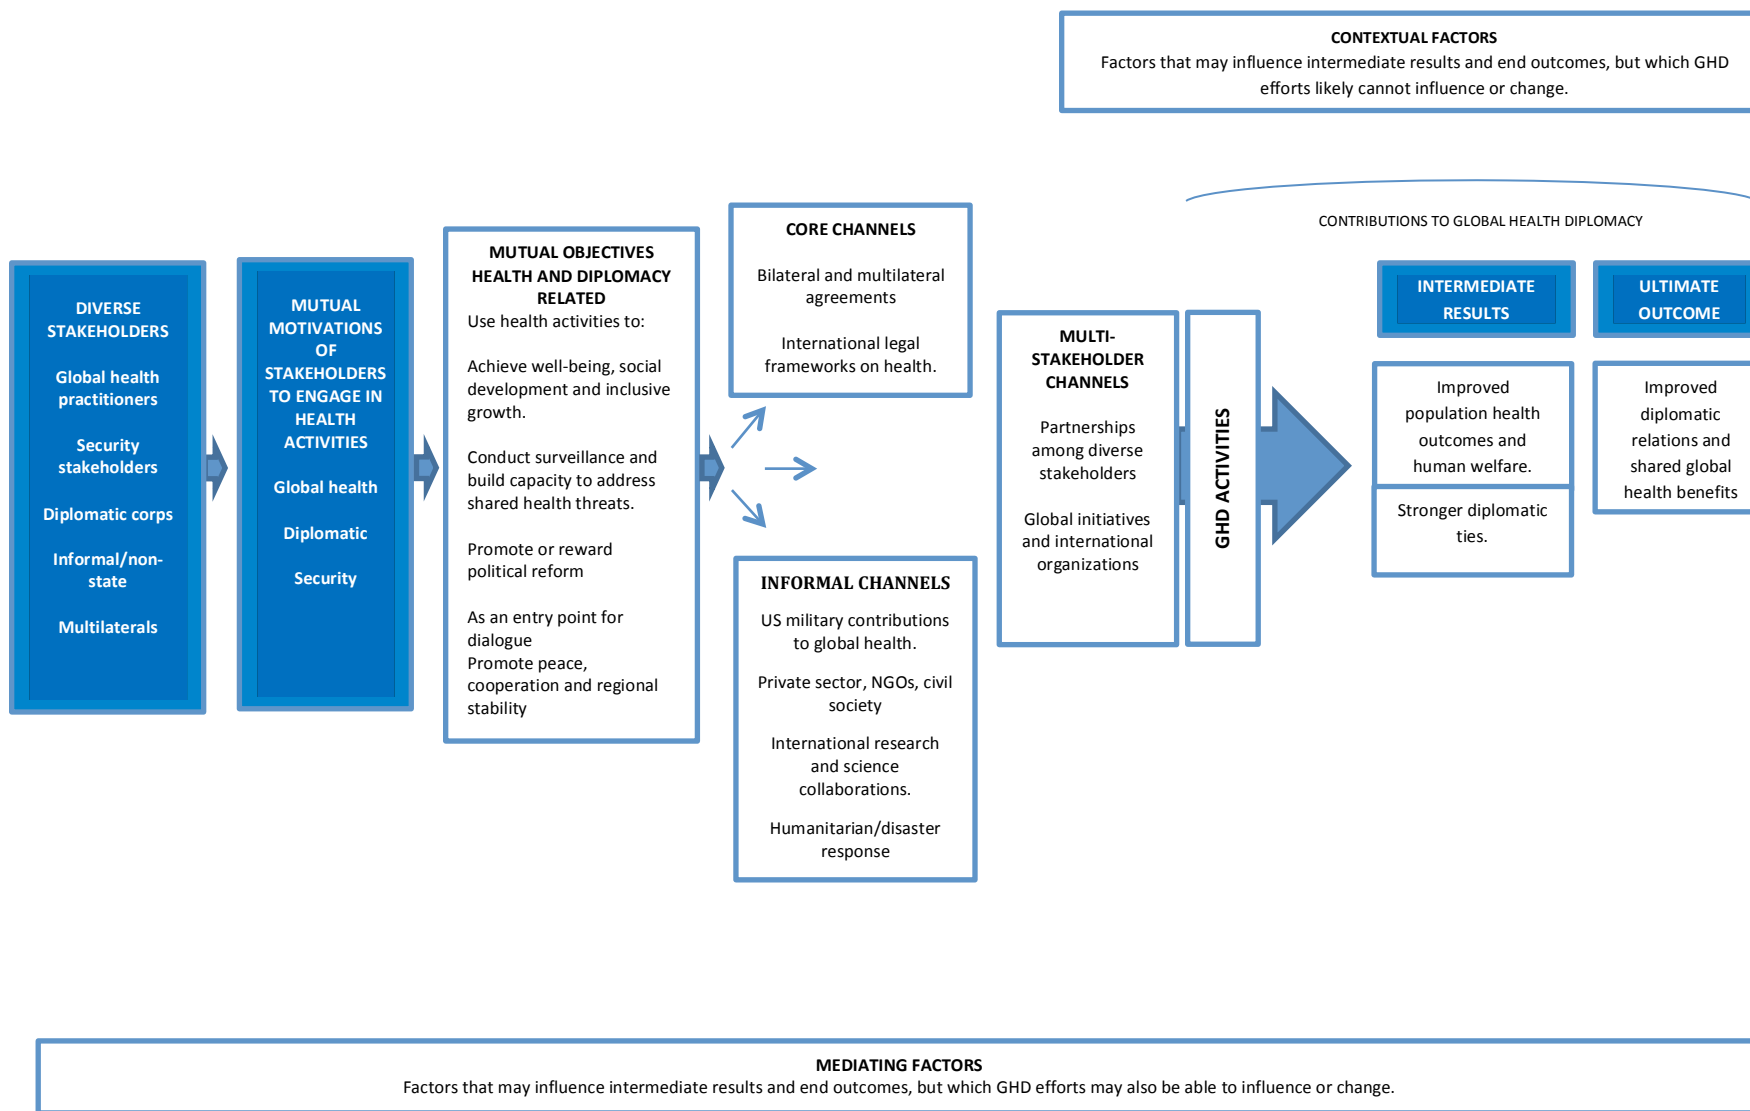 CONTEXTUAL FACTORS
Factors that may influence intermediate results and end outcomes, but which GHD
efforts likely cannot influence or change.
DIVERSE
STAKEHOLDERS
Global health
practitioners
Security
stakeholders
Diplomatic corps
Informal/non-
state
Multilaterals
MUTUAL
MOTIVATIONS
OF
STAKEHOLDERS
TO ENGAGE IN
HEALTH
ACTIVITIES
Global health
Diplomatic
Security
MUTUAL OBJECTIVES
HEALTH AND DIPLOMACY
RELATED
Use health activities to:
Achieve well-being, social
development and inclusive
growth.
Conduct surveillance and
build capacity to address
shared health threats.
Promote or reward
political reform
As an entry point for
dialogue
Promote peace,
cooperation and regional
stability
CORE CHANNELS
Bilateral and multilateral
agreements
International legal
frameworks on health.
INFORMAL CHANNELS
US military contributions
to global health.
Private sector, NGOs, civil
society
International research
and science
collaborations.
Humanitarian/disaster
response
MULTI-
STAKEHOLDER
CHANNELS
Partnerships
among diverse
stakeholders
Global initiatives
and international
organizations
GHD ACTIVITIES
CONTRIBUTIONS TO GLOBAL HEALTH DIPLOMACY
INTERMEDIATE
RESULTS
Improved
population health
outcomes and
human welfare.
Stronger diplomatic
ties.
ULTIMATE
OUTCOME
Improved
diplomatic
relations and
shared global
health benefits
MEDIATING FACTORS
Factors that may influence intermediate results and end outcomes, but which GHD efforts may also be able to influence or change.